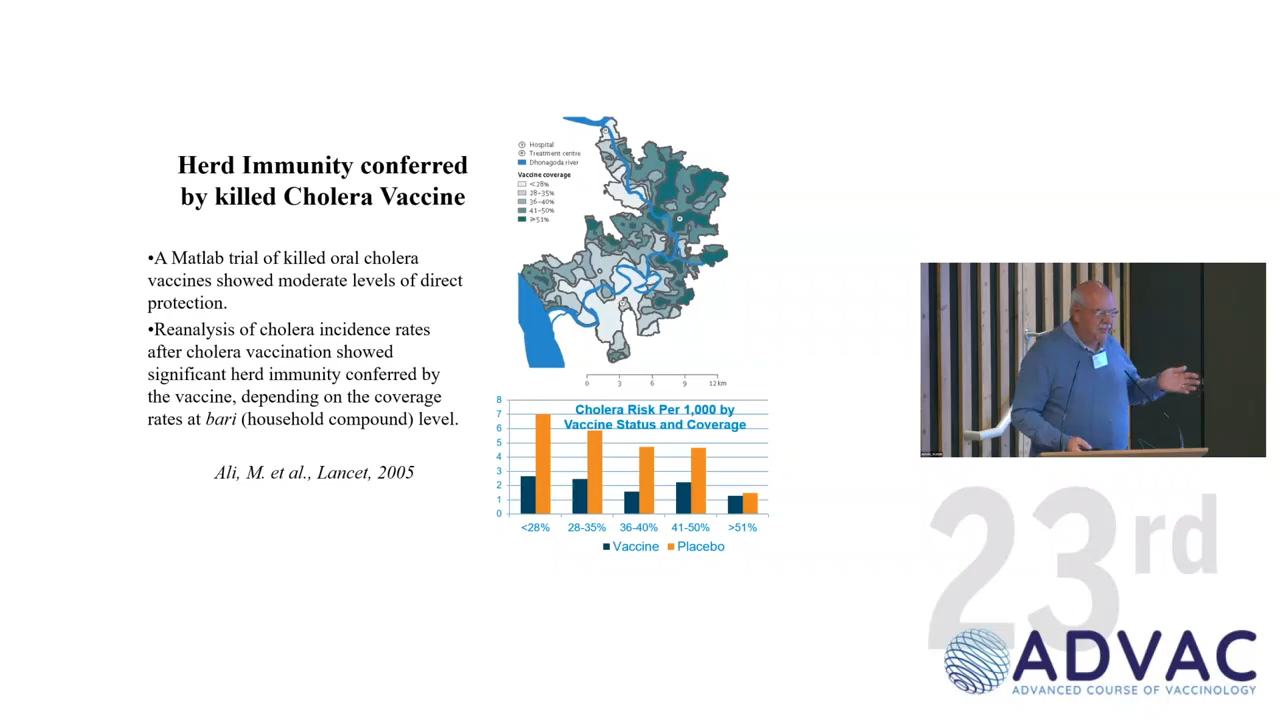 Herd Immunity conferred
by killed Cholera Vaccine
•A Matlab trial of killed oral cholera
vaccines showed moderate levels of direct
protection.
•Reanalysis of cholera incidence rates
after cholera vaccination showed
significant herd immunity conferred by
the vaccine, depending on the coverage
rates at bari (household compound) level.
Ali, M. et al., Lancet, 2005
Hospital
Treatment centre
Dhonagoda river
Vaccine coverage
<28%
28-35%
36-40%
41-50%
≥51%
0 3 6 9 12 km
Cholera Risk Per 1,000 by
Vaccine Status and Coverage
8
7
6
5
4
3
2
1
0
<28% 28-35% 36-40% 41-50% >51%
Vaccine Placebo
23rd
ADVAC
ADVANCED COURSE OF VACCINOLOGY